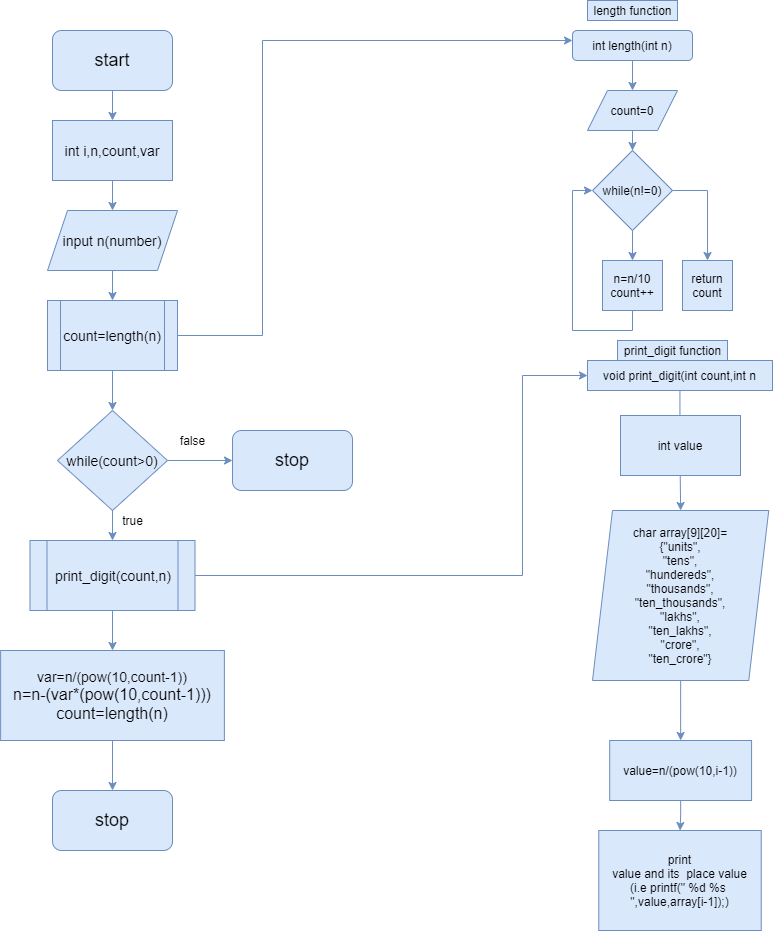 start
int i,n,count,var
input n(number)
count=length(n)
while(count>0)
false
stop
true
print_digit(count,n)
var=n/(pow(10,count-1))
n=n-(var*(pow(10,count-1)))
count=length(n)
stop
length function
int length(int n)
count=0
while(n!=0)
n=n/10
count++
return
count
print_digit function
void print_digit(int count,int n
int value
char array[9][20]=
{"units",
"tens",
"hundereds",
"thousands",
"ten_thousands",
"lakhs",
"ten_lakhs",
"crore",
"ten_crore"}
value=n/(pow(10,i-1))
print
value and its  place value
(i.e printf(" %d %s
",value,array[i-1]);)